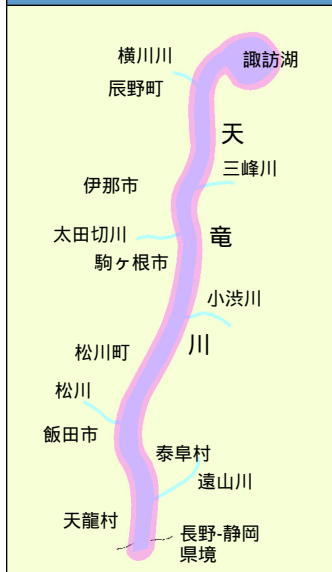 横川川
諏訪湖
辰野町
天
三峰川
伊那市
太田切川
竜
駒ヶ根市
小渋川
川
松川町
松川
飯田市
泰阜村
遠山川
天龍村
長野-静岡
県境